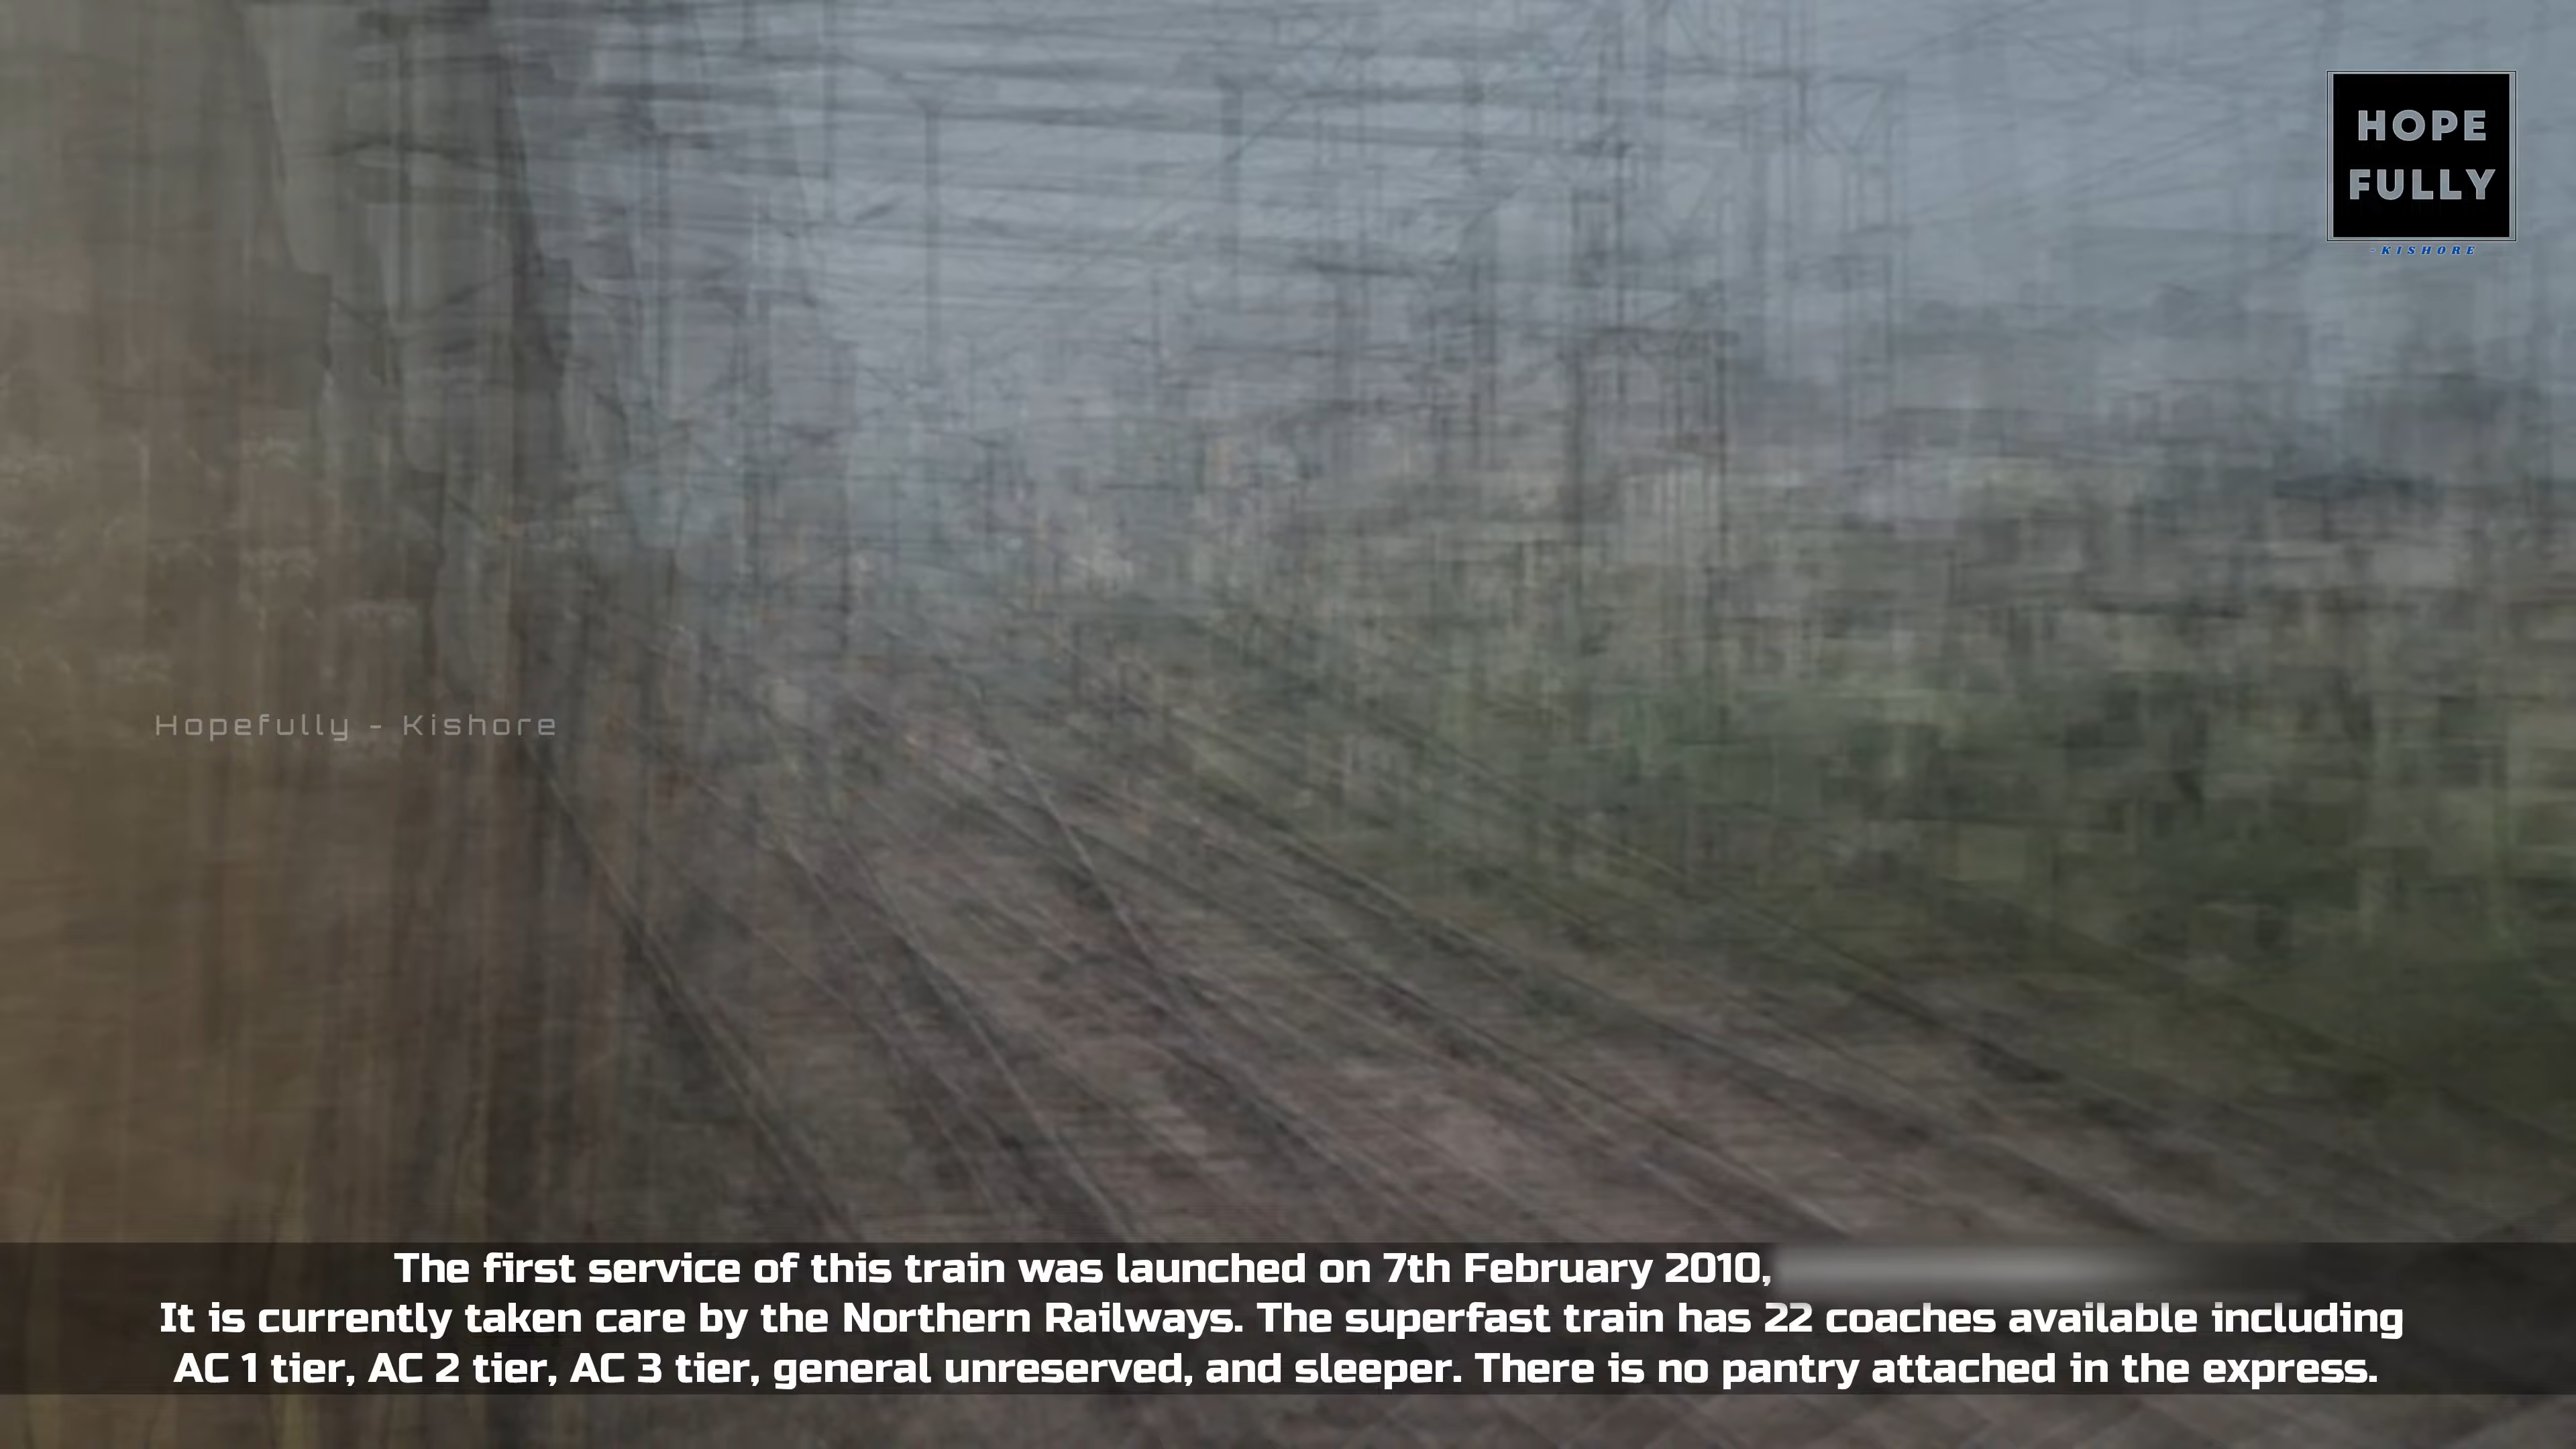 HOPE
FULLY
- KISHORE
Hopefully - Kishore
The first service of this train was launched on 7th February 2010,
It is currently taken care by the Northern Railways. The superfast train has 22 coaches available including
AC 1 tier, AC 2 tier, AC 3 tier, general unreserved, and sleeper. There is no pantry attached in the express.